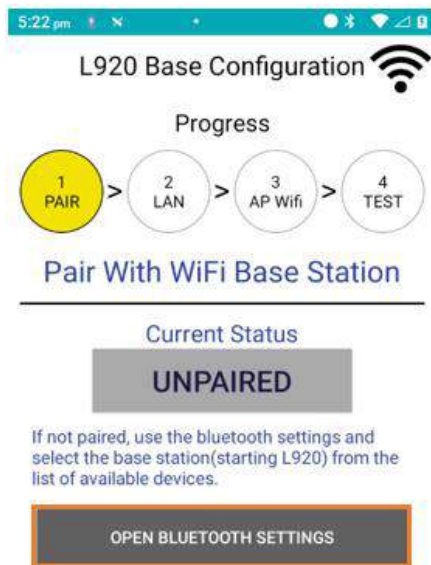 5:22 pm
L920 Base Configuration
Progress
1 PAIR > 2 LAN > 3 AP Wifi > 4 TEST
Pair With WiFi Base Station
Current Status
UNPAIRED
If not paired, use the bluetooth settings and
select the base station(starting L920) from the
list of available devices.
OPEN BLUETOOTH SETTINGS